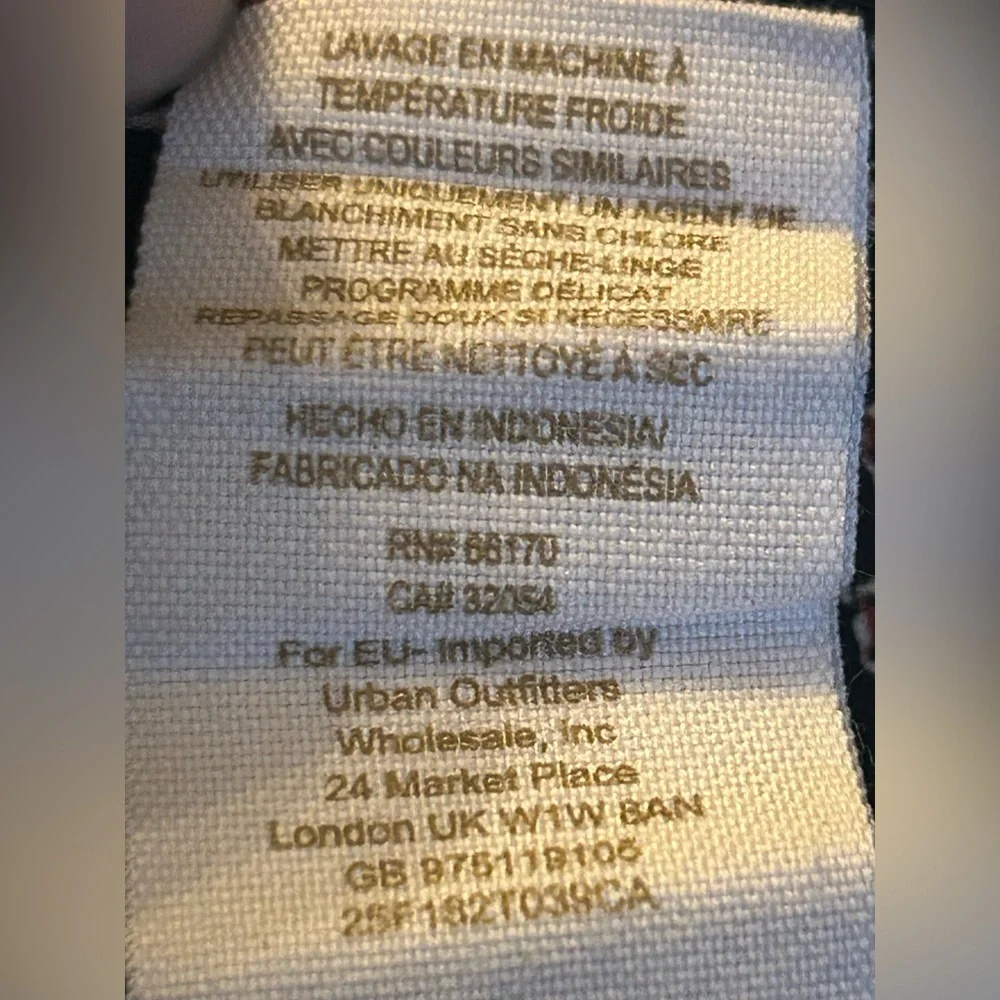 LAVAGE EN MACHINE À
TEMPÉRATURE FROIDE
AVEC COULEURS SIMILAIRES
UTILISER UNIQUEMENT UN AGENT DE
BLANCHIMENT SANS CHLORE
METTRE AU SÈCHE-LINGE
PROGRAMME DÉLICAT
REPASSAGE DOUX SI NÉCESSAIRE
PEUT ÊTRE NETTOYÉ À SEC
HECHO EN INDONESIA/
FABRICADO NA INDONÉSIA
RN# 66170
CA# 32054
For EU- Imported by
Urban Outfitters
Wholesale, Inc
24 Market Place
London UK W1W 8AN
GB 975119106